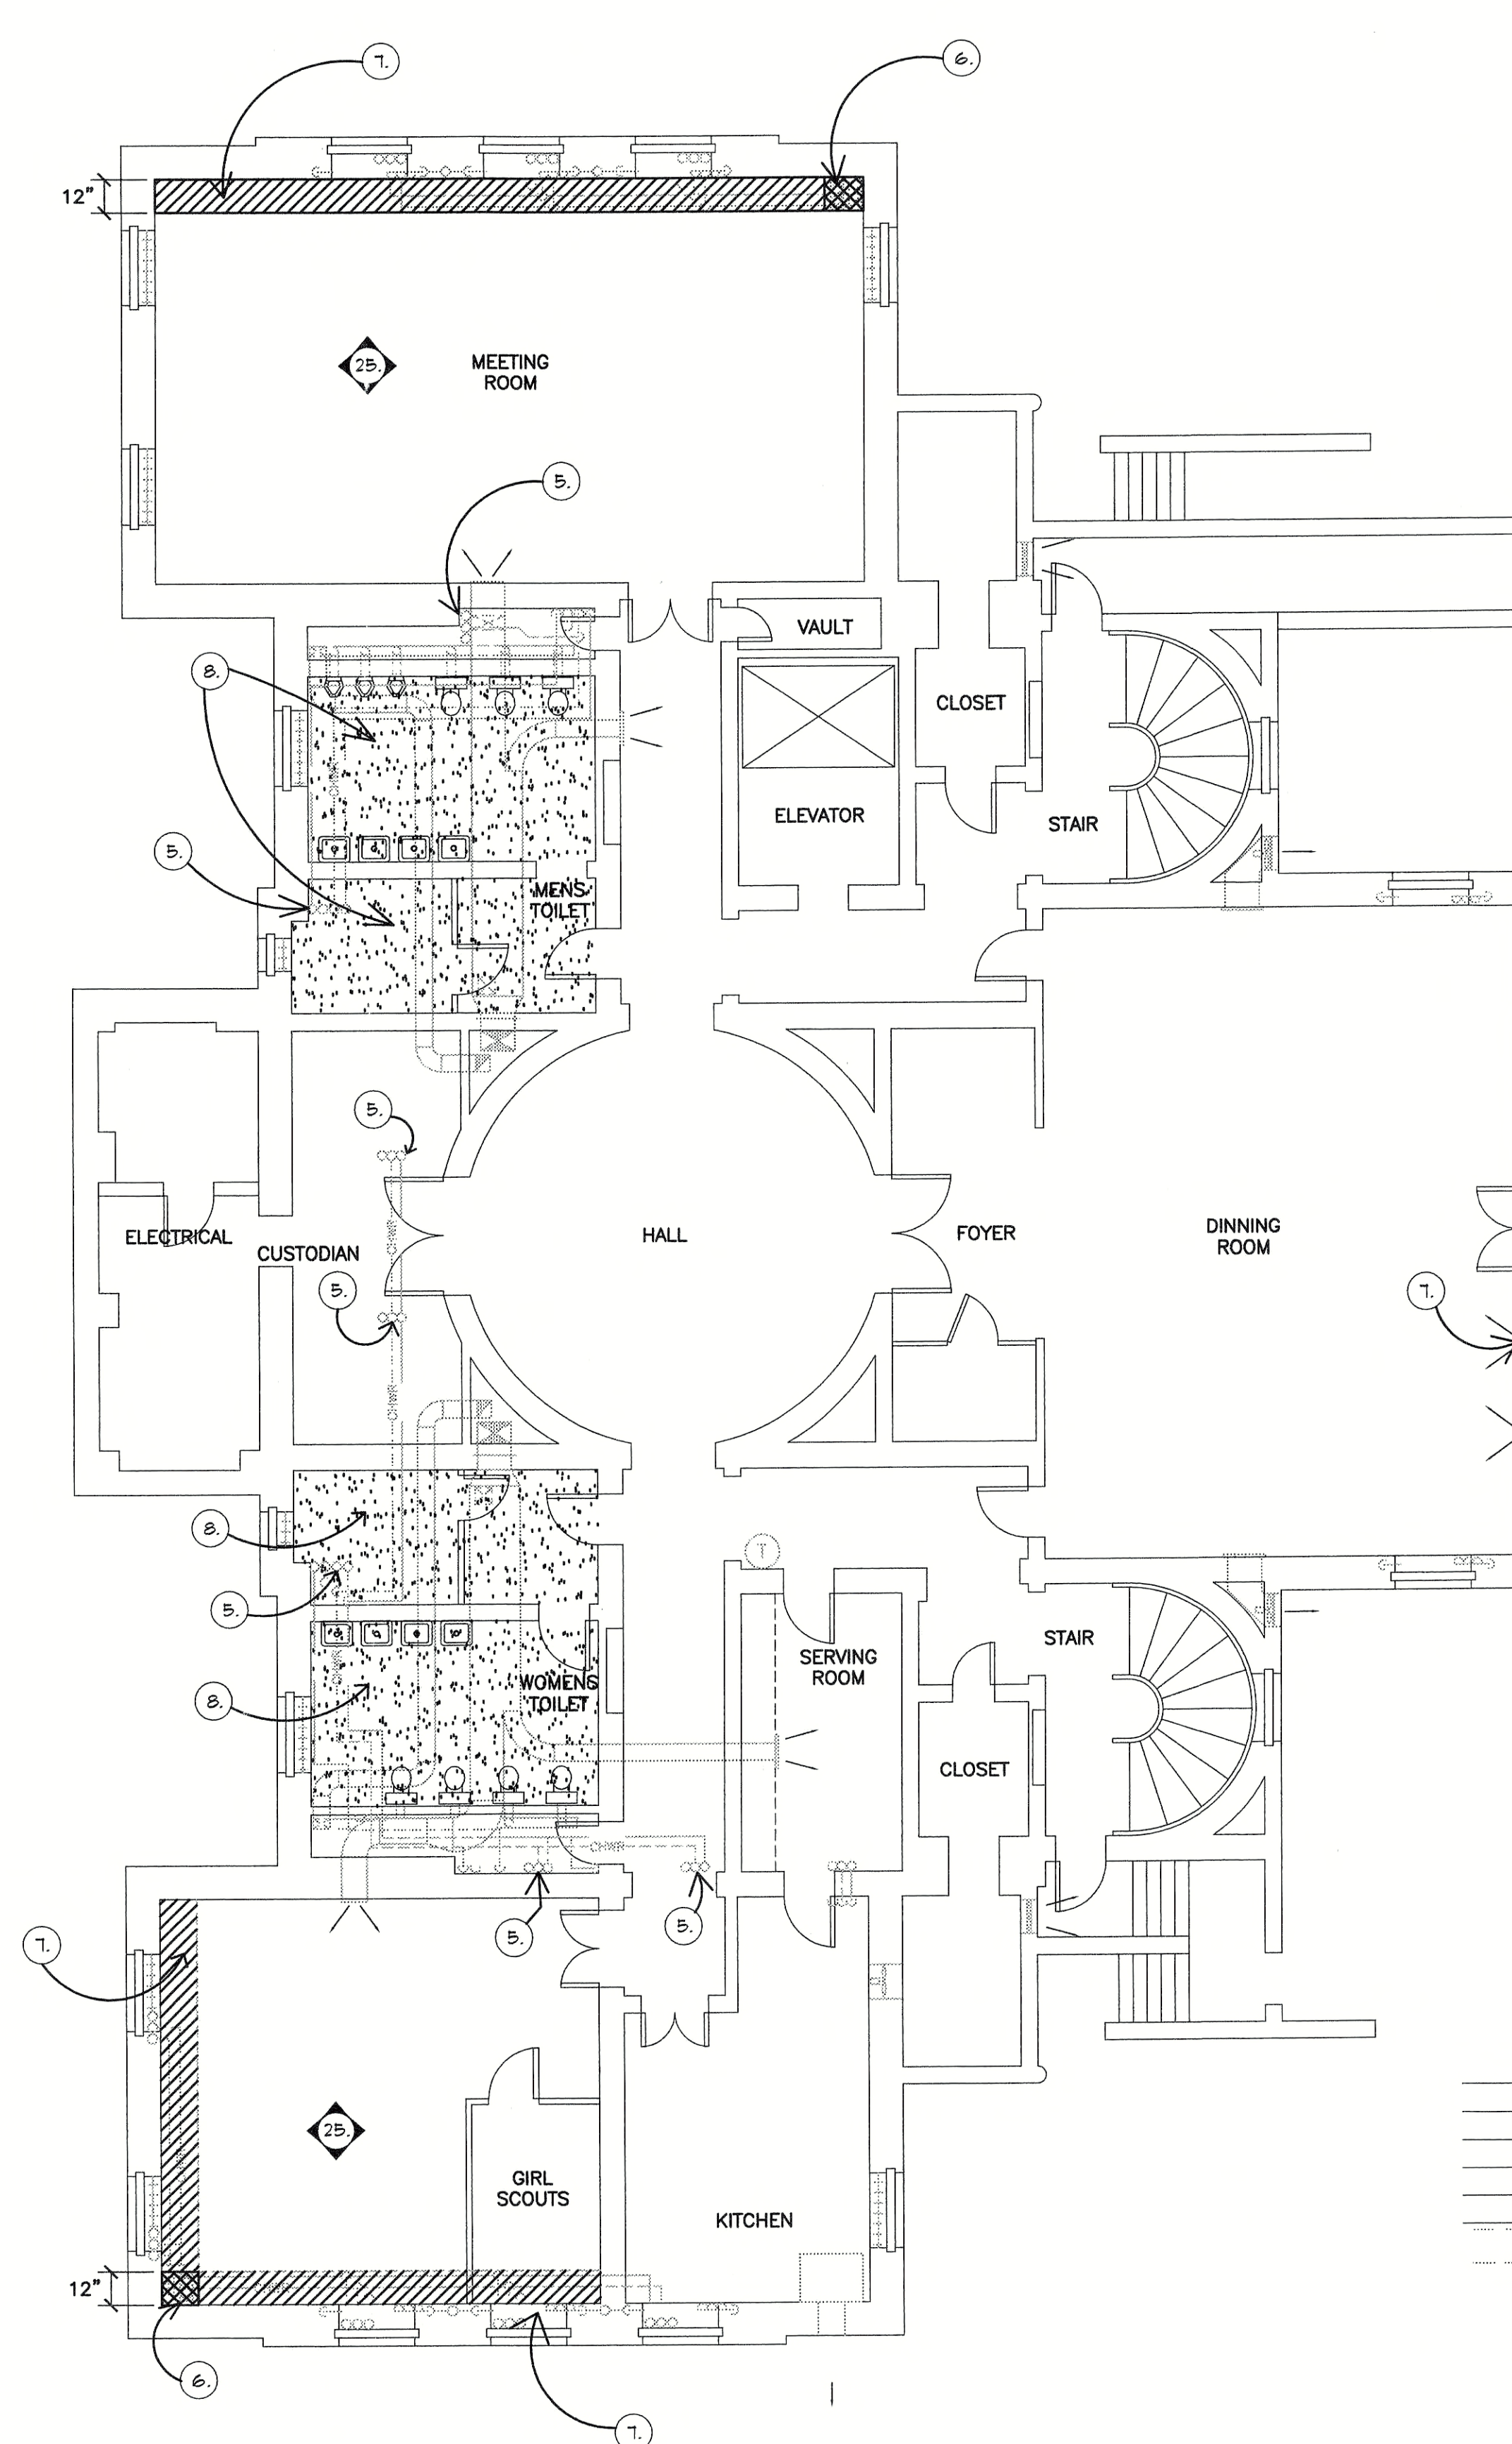 7.
6.
12"
25.
MEETING
ROOM
5.
VAULT
8.
CLOSET
ELEVATOR
STAIR
5.
MENS
TOILET
5.
ELECTRICAL
CUSTODIAN
HALL
FOYER
DINNING
ROOM
5.
7.
8.
T
5.
STAIR
SERVING
ROOM
WOMENS
TOILET
8.
CLOSET
5.
5.
7.
25.
GIRL
SCOUTS
KITCHEN
12"
6.
7.